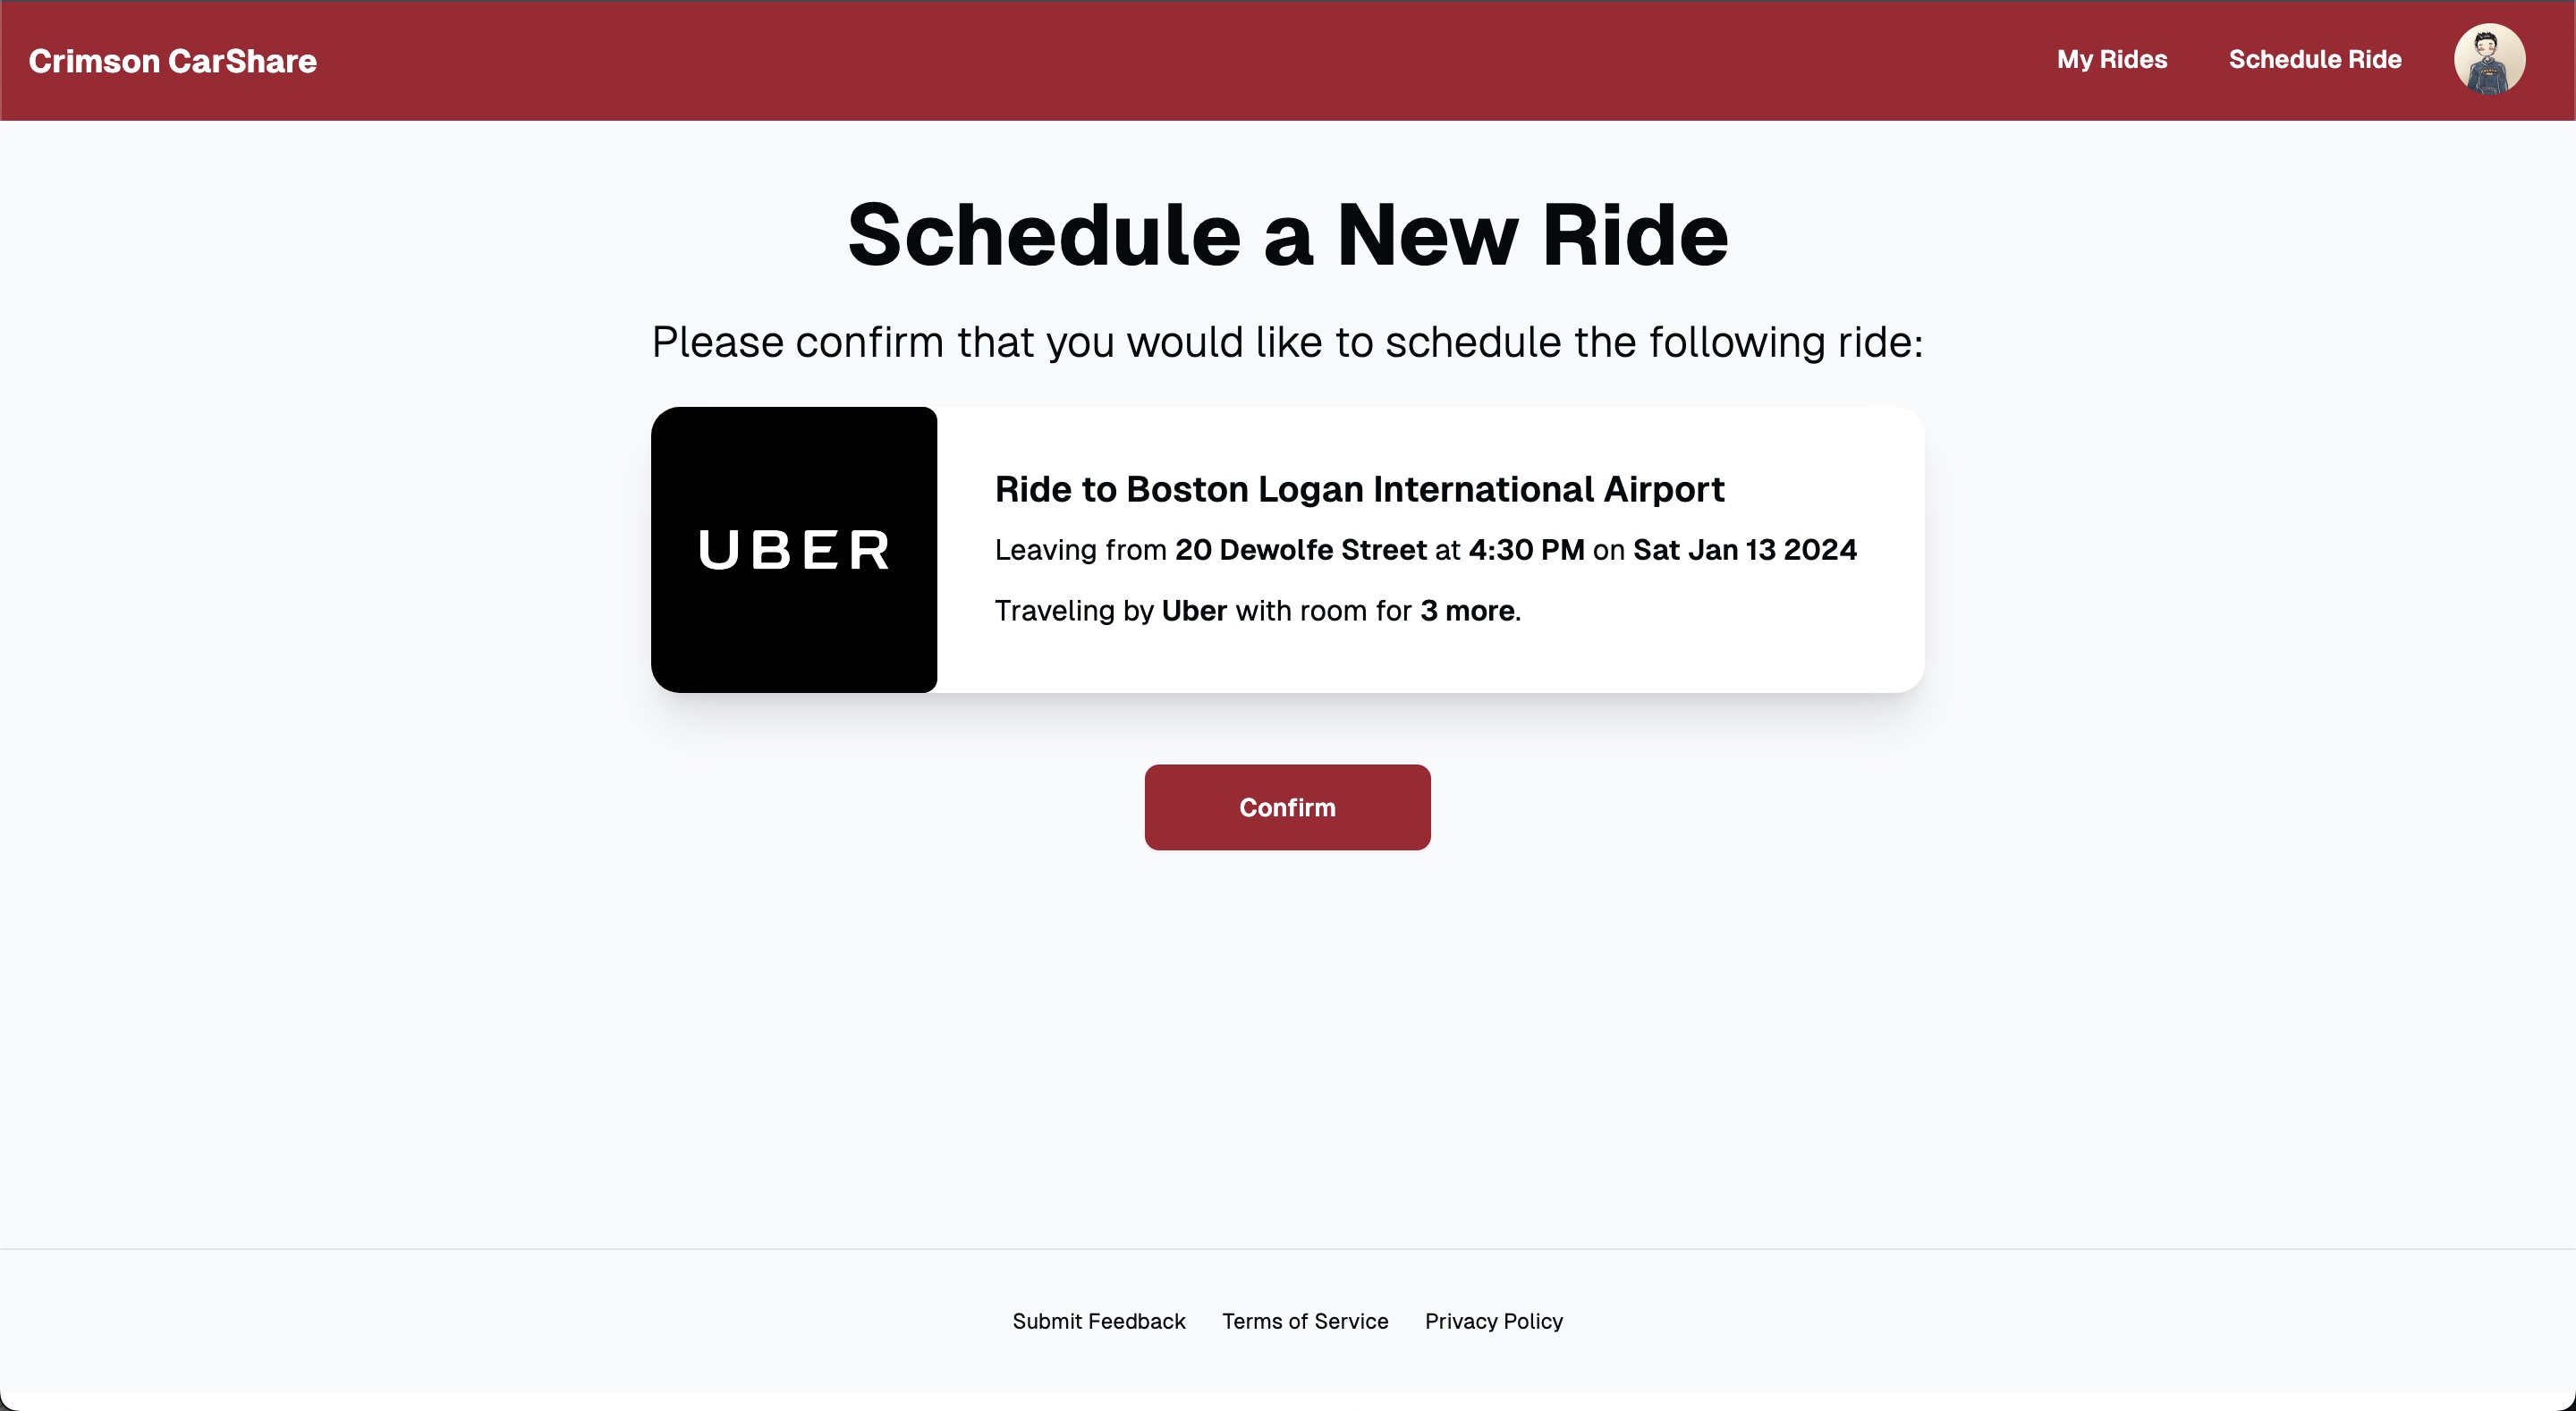 Crimson CarShare
My Rides
Schedule Ride
Schedule a New Ride
Please confirm that you would like to schedule the following ride:
UBER
Ride to Boston Logan International Airport
Leaving from 20 Dewolfe Street at 4:30 PM on Sat Jan 13 2024
Traveling by Uber with room for 3 more.
Confirm
Submit Feedback
Terms of Service
Privacy Policy